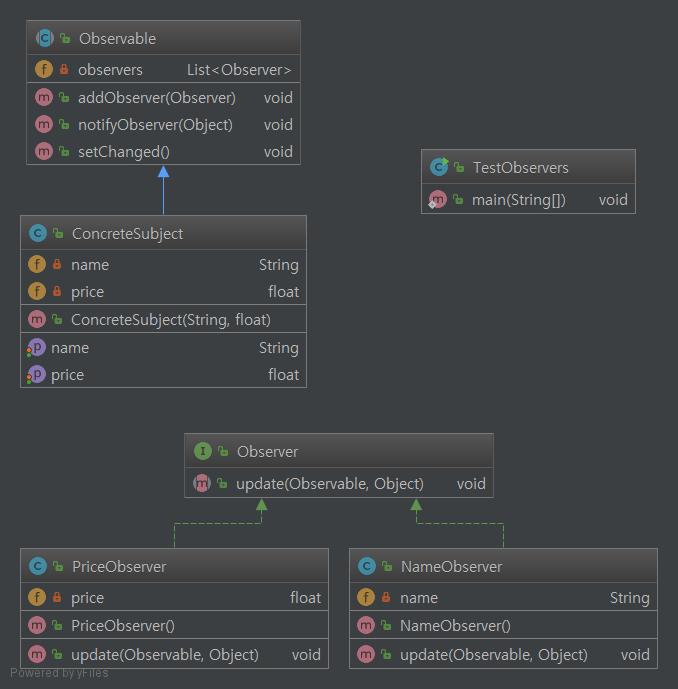 Observable
observers List<Observer>
addObserver(Observer) void
notifyObserver(Object) void
setChanged() void
TestObservers
main(String[]) void
ConcreteSubject
name String
price float
ConcreteSubject(String, float)
name String
price float
Observer
update(Observable, Object) void
PriceObserver
price float
PriceObserver()
update(Observable, Object) void
NameObserver
name String
NameObserver()
update(Observable, Object) void
Powered by yFiles